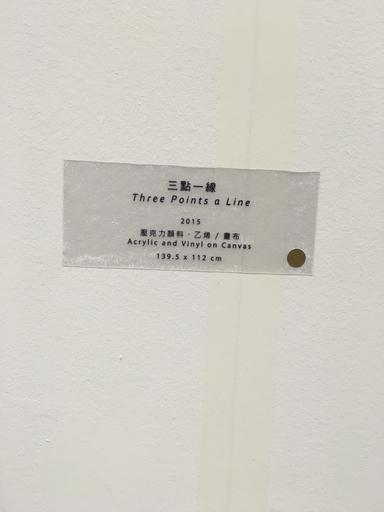 三點一線
Three Points a Line
2015
壓克力顏料・乙烯 / 畫布
Acrylic and Vinyl on Canvas
139.5 x 112 cm